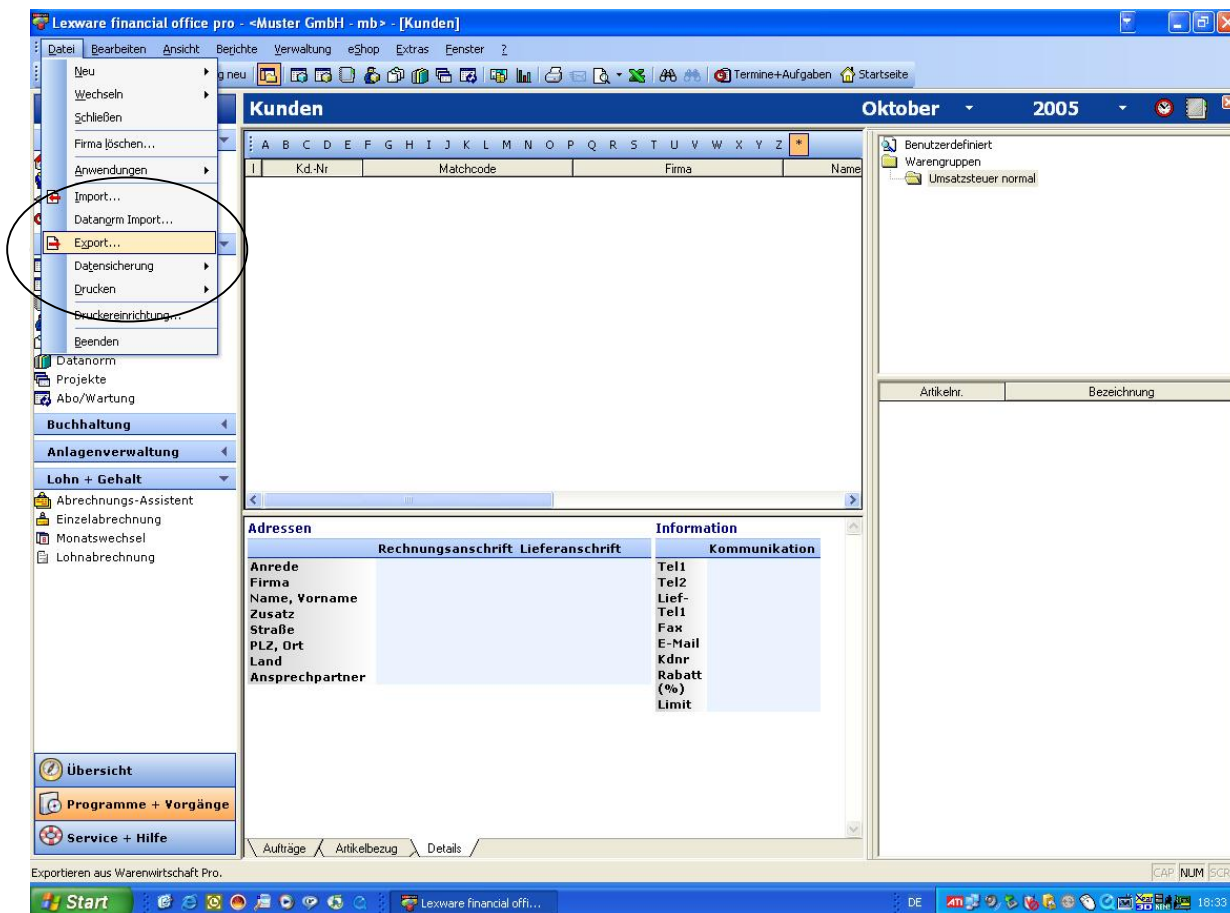 Lexware financial office pro - <Muster GmbH - mb> - [Kunden]
Datei Bearbeiten Ansicht Berichte Verwaltung eShop Extras Fenster ?
g neu Termine+Aufgaben Startseite
Neu
Wechseln
Schließen
Firma löschen...
Anwendungen
Import...
Datanorm Import...
Export...
Datensicherung
Drucken
Druckereinrichtung...
Beenden
Datanorm
Projekte
Abo/Wartung
Buchhaltung
Anlagenverwaltung
Lohn + Gehalt
Abrechnungs-Assistent
Einzelabrechnung
Monatswechsel
Lohnabrechnung
Übersicht
Programme + Vorgänge
Service + Hilfe
Kunden Oktober 2005
A B C D E F G H I J K L M N O P Q R S T U V W X Y Z *
I Kd.-Nr Matchcode Firma Name
Benutzerdefiniert
Warengruppen
Umsatzsteuer normal
Artikelnr. Bezeichnung
Adressen
Rechnungsanschrift Lieferanschrift
Anrede
Firma
Name, Vorname
Zusatz
Straße
PLZ, Ort
Land
Ansprechpartner
Information
Kommunikation
Tel1
Tel2
Lief-
Tel1
Fax
E-Mail
Kdnr
Rabatt
(%)
Limit
Aufträge Artikelbezug Details
Exportieren aus Warenwirtschaft Pro. CAP NUM SCR
Start Lexware financial offi... DE 18:33